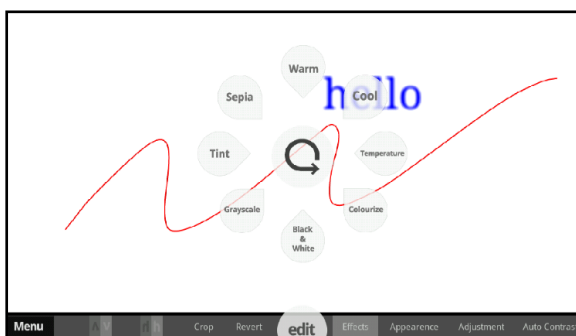 Warm
hello
Sepia
Cool
Tint
Temperature
Grayscale
Colourize
Black
&
White
Menu
Crop
Revert
edit
Effects
Appearence
Adjustment
Auto Contras